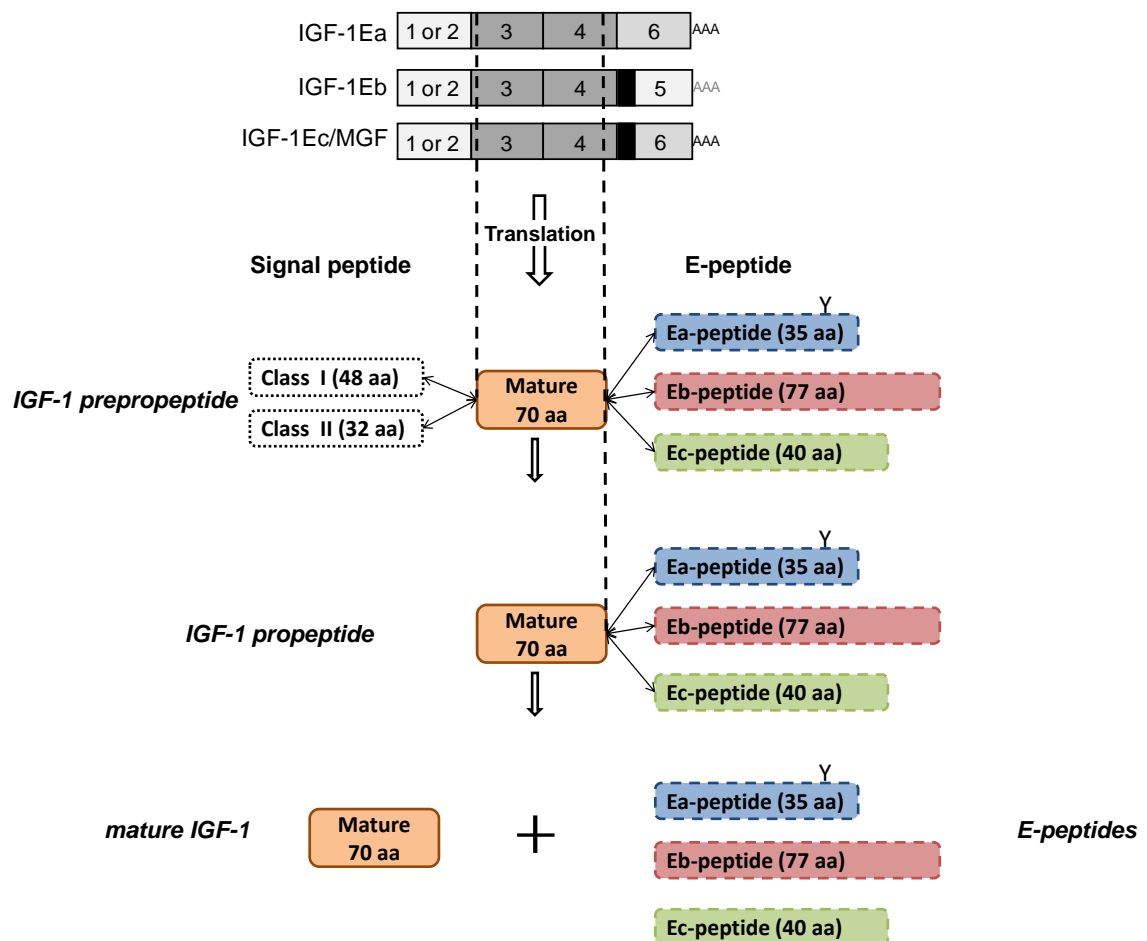 IGF-1Ea 1 or 2 3 4 6 AAA
IGF-1Eb 1 or 2 3 4 5 AAA
IGF-1Ec/MGF 1 or 2 3 4 6 AAA
Translation
Signal peptide
E-peptide
Y
Ea-peptide (35 aa)
Class I (48 aa)
IGF-1 prepropeptide
Class II (32 aa)
Mature
70 aa
Eb-peptide (77 aa)
Ec-peptide (40 aa)
Y
Ea-peptide (35 aa)
IGF-1 propeptide
Mature
70 aa
Eb-peptide (77 aa)
Ec-peptide (40 aa)
Y
Ea-peptide (35 aa)
mature IGF-1
Mature
70 aa
+
Eb-peptide (77 aa)
E-peptides
Ec-peptide (40 aa)